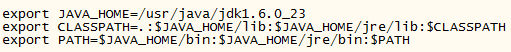 export JAVA_HOME=/usr/java/jdk1.6.0_23
export CLASSPATH=.:$JAVA_HOME/lib:$JAVA_HOME/jre/lib:$CLASSPATH
export PATH=$JAVA_HOME/bin:$JAVA_HOME/jre/bin:$PATH